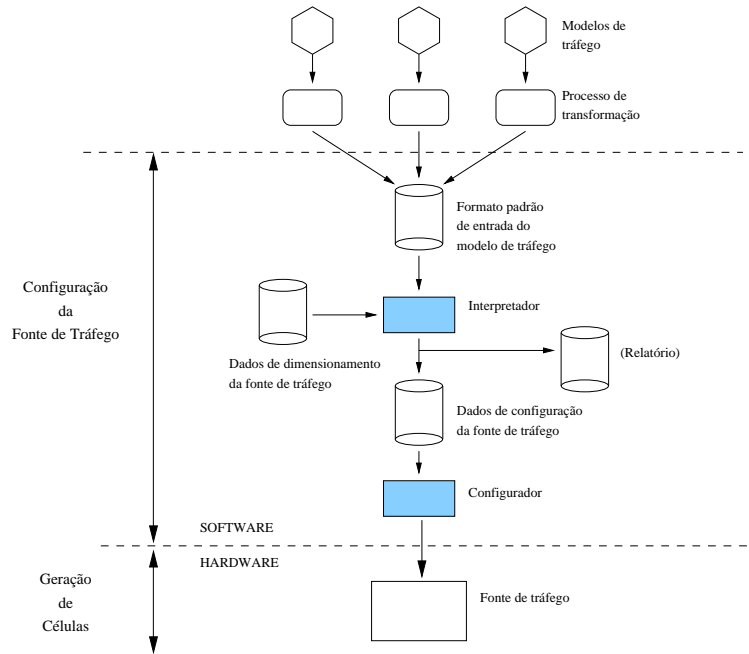 Modelos de
tráfego
Processo de
transformação
Formato padrão
de entrada do
modelo de tráfego
Configuração
da
Fonte de Tráfego
Interpretador
Dados de dimensionamento
da fonte de tráfego
(Relatório)
Dados de configuração
da fonte de tráfego
Configurador
SOFTWARE
HARDWARE
Geração
de
Células
Fonte de tráfego